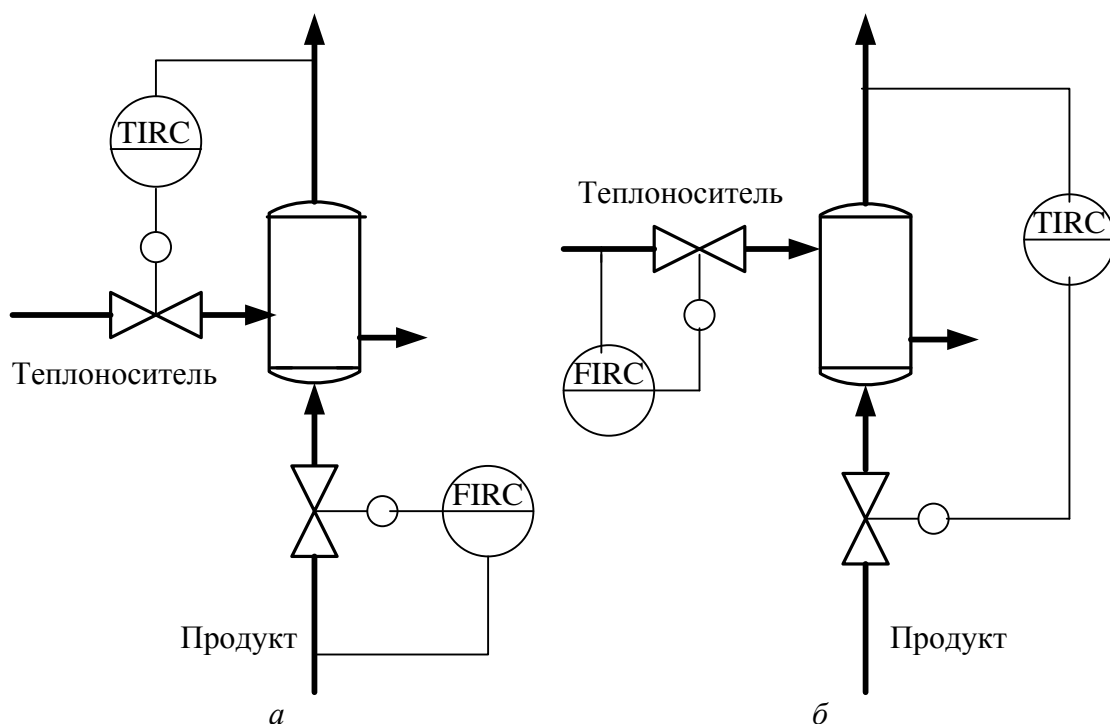 TIRC
Теплоноситель
FIRC
Продукт
а
Теплоноситель
TIRC
FIRC
Продукт
б